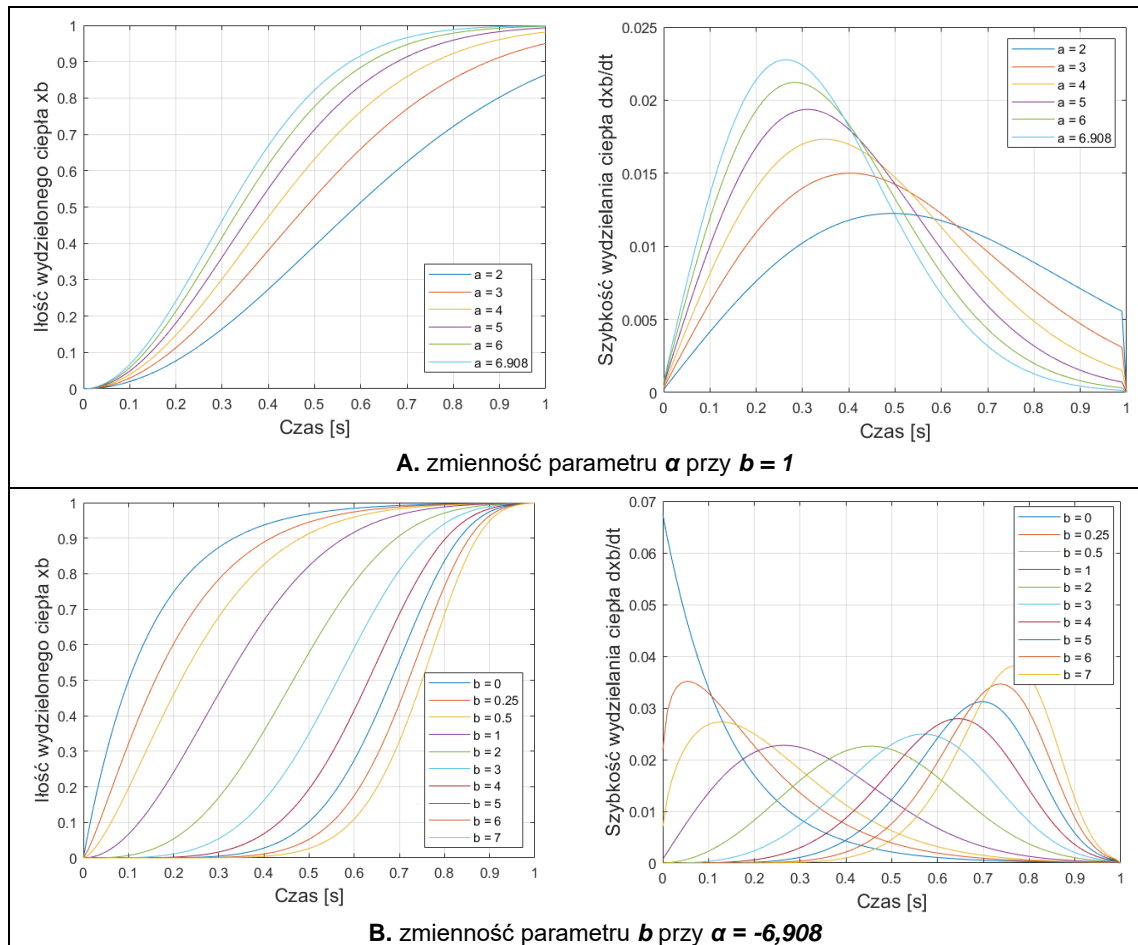 Ilość wydzielonego ciepła xb
1
0.9
0.8
0.7
0.6
0.5
0.4
0.3
0.2
0.1
0
0 0.1 0.2 0.3 0.4 0.5 0.6 0.7 0.8 0.9 1
Czas [s]
a = 2
a = 3
a = 4
a = 5
a = 6
a = 6.908
Szybkość wydzielania ciepła dxb/dt
0.025
0.02
0.015
0.01
0.005
0
0 0.1 0.2 0.3 0.4 0.5 0.6 0.7 0.8 0.9 1
Czas [s]
a = 2
a = 3
a = 4
a = 5
a = 6
a = 6.908
A. zmienność parametru α przy b = 1
Ilość wydzielonego ciepła xb
1
0.9
0.8
0.7
0.6
0.5
0.4
0.3
0.2
0.1
0
0 0.1 0.2 0.3 0.4 0.5 0.6 0.7 0.8 0.9 1
Czas [s]
b = 0
b = 0.25
b = 0.5
b = 1
b = 2
b = 3
b = 4
b = 5
b = 6
b = 7
Szybkość wydzielania ciepła dxb/dt
0.07
0.06
0.05
0.04
0.03
0.02
0.01
0
0 0.1 0.2 0.3 0.4 0.5 0.6 0.7 0.8 0.9 1
Czas [s]
b = 0
b = 0.25
b = 0.5
b = 1
b = 2
b = 3
b = 4
b = 5
b = 6
b = 7
B. zmienność parametru b przy α = -6,908